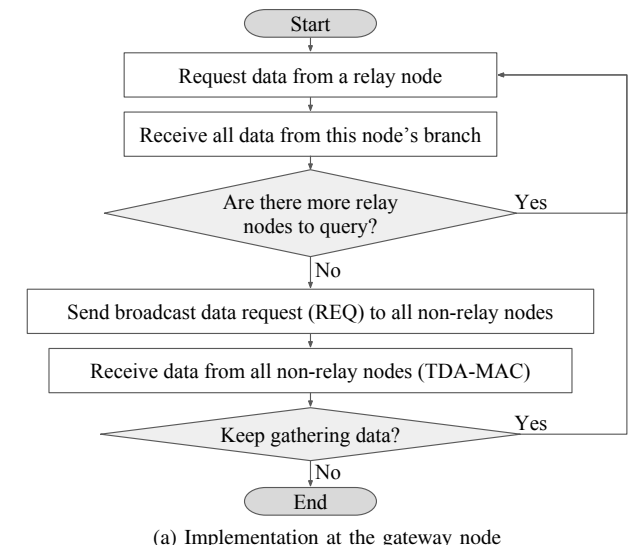 Start
Request data from a relay node
Receive all data from this node's branch
Are there more relay
nodes to query?
Yes
No
Send broadcast data request (REQ) to all non-relay nodes
Receive data from all non-relay nodes (TDA-MAC)
Keep gathering data?
Yes
No
End
(a) Implementation at the gateway node